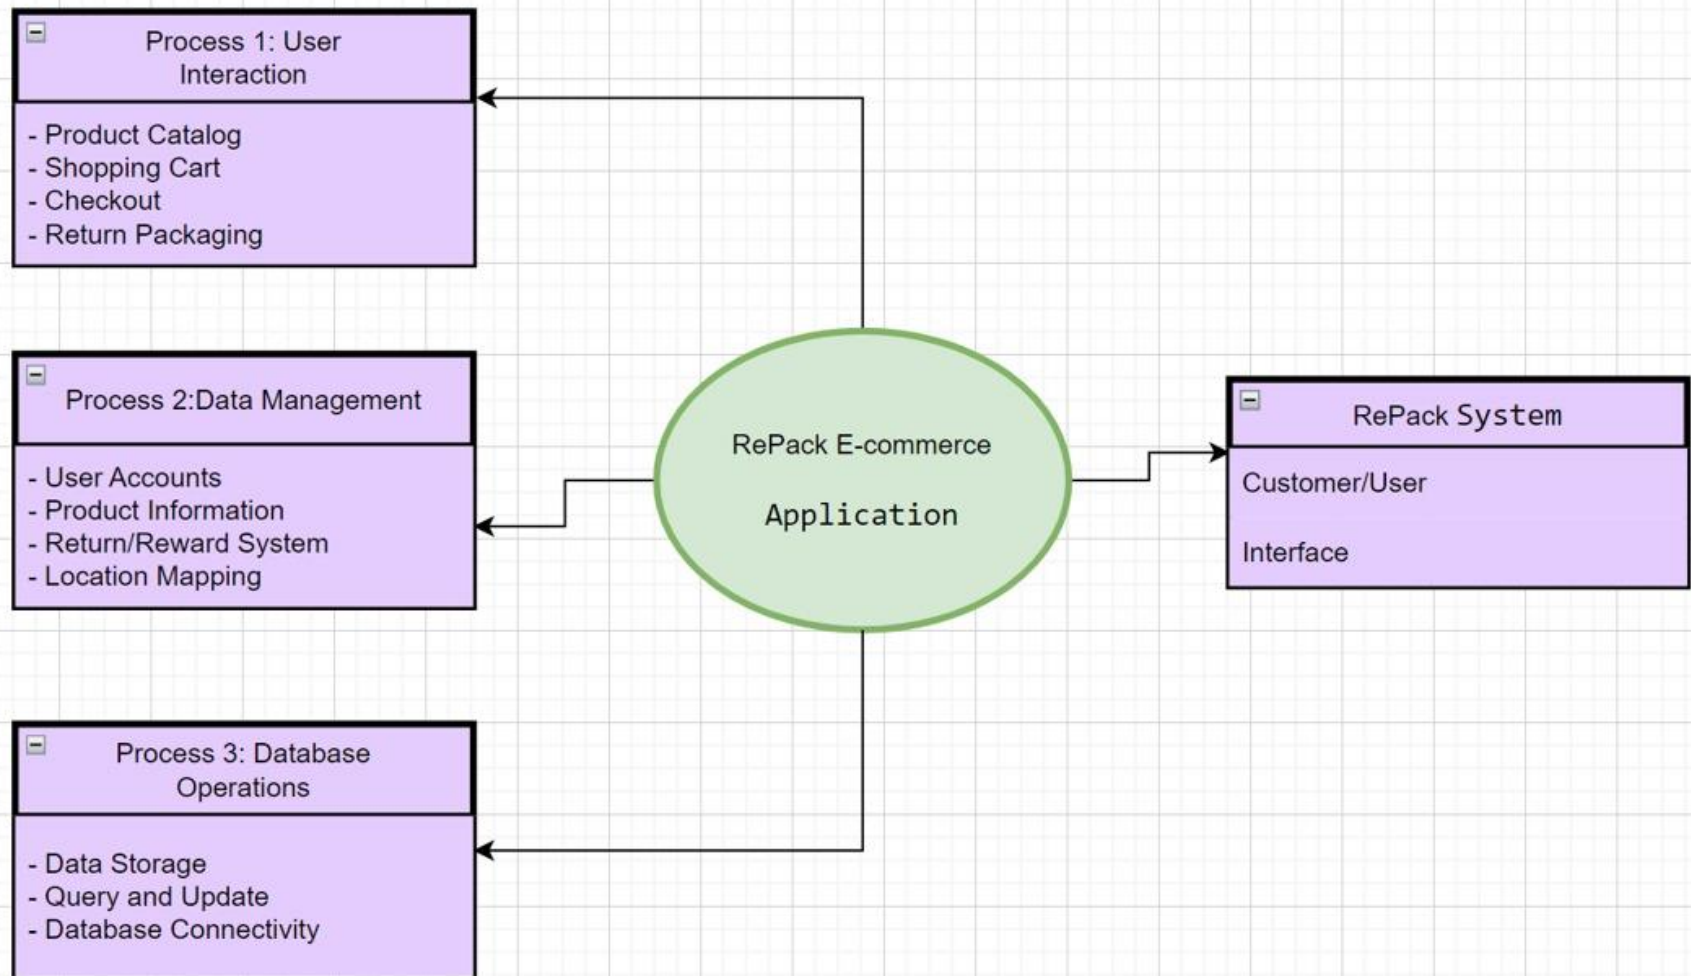 Process 1: User
Interaction
- Product Catalog
- Shopping Cart
- Checkout
- Return Packaging
Process 2:Data Management
- User Accounts
- Product Information
- Return/Reward System
- Location Mapping
Process 3: Database
Operations
- Data Storage
- Query and Update
- Database Connectivity
RePack E-commerce
Application
RePack System
Customer/User
Interface